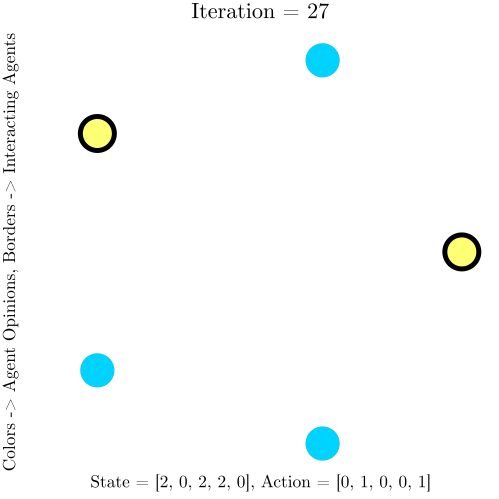 Iteration = 27
Colors -> Agent Opinions, Borders -> Interacting Agents
State = [2, 0, 2, 2, 0], Action = [0, 1, 0, 0, 1]